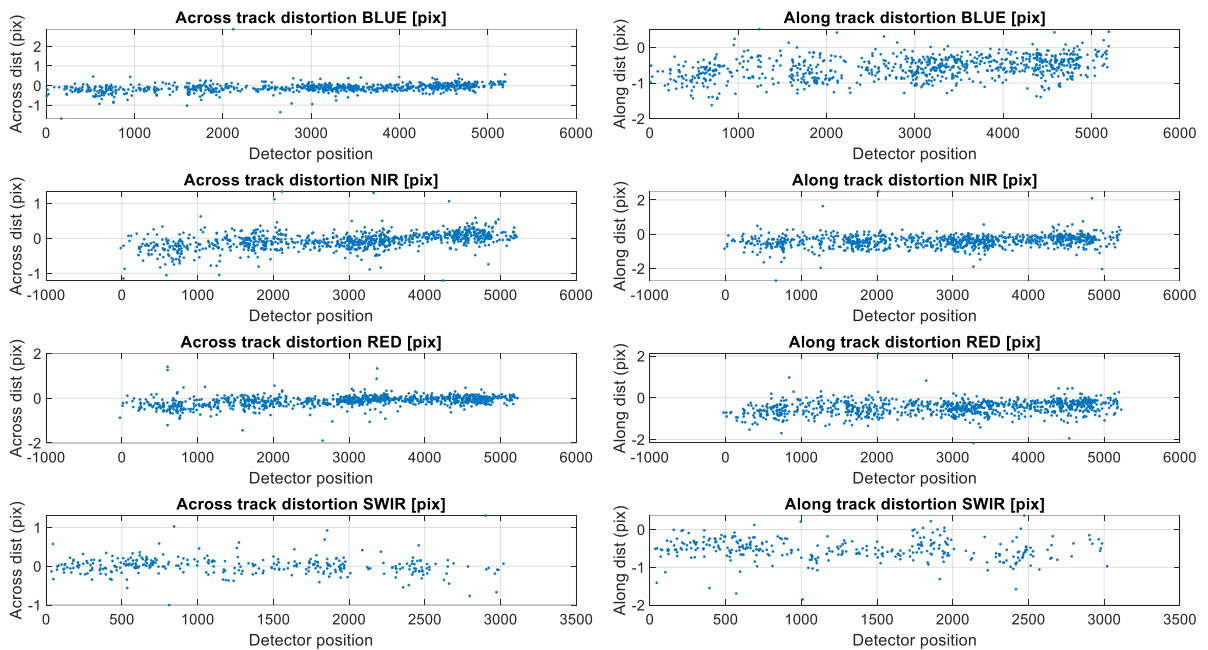 Across track distortion BLUE [pix]
Across dist (pix)
2
1
0
-1
0 1000 2000 3000 4000 5000 6000
Detector position
Along track distortion BLUE [pix]
Along dist (pix)
0
-1
-2
0 1000 2000 3000 4000 5000 6000
Detector position
Across track distortion NIR [pix]
Across dist (pix)
1
0
-1
-1000 0 1000 2000 3000 4000 5000 6000
Detector position
Along track distortion NIR [pix]
Along dist (pix)
2
0
-2
-1000 0 1000 2000 3000 4000 5000 6000
Detector position
Across track distortion RED [pix]
Across dist (pix)
2
0
-2
-1000 0 1000 2000 3000 4000 5000 6000
Detector position
Along track distortion RED [pix]
Along dist (pix)
2
0
-2
-1000 0 1000 2000 3000 4000 5000 6000
Detector position
Across track distortion SWIR [pix]
Across dist (pix)
1
0
-1
0 500 1000 1500 2000 2500 3000 3500
Detector position
Along track distortion SWIR [pix]
Along dist (pix)
0
-1
-2
0 500 1000 1500 2000 2500 3000 3500
Detector position